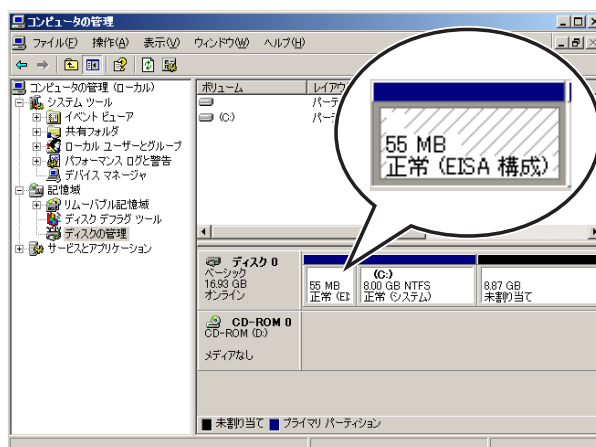 コンピュータの管理
ファイル(F) 操作(A) 表示(V) ウィンドウ(W) ヘルプ(H)
コンピュータの管理 (ローカル)
システム ツール
イベント ビューア
共有フォルダ
ローカル ユーザーとグループ
パフォーマンス ログと警告
デバイス マネージャ
記憶域
リムーバブル記憶域
ディスク デフラグ ツール
ディスクの管理
サービスとアプリケーション
ボリューム
(C:)
55 MB
正常 (EISA 構成)
ディスク 0
ベーシック
16.93 GB
オンライン
55 MB
正常 (EI
(C:)
8.00 GB NTFS
正常 (システム)
8.87 GB
未割り当て
CD-ROM 0
CD-ROM (D:)
メディアなし
未割り当て プライマリ パーティション